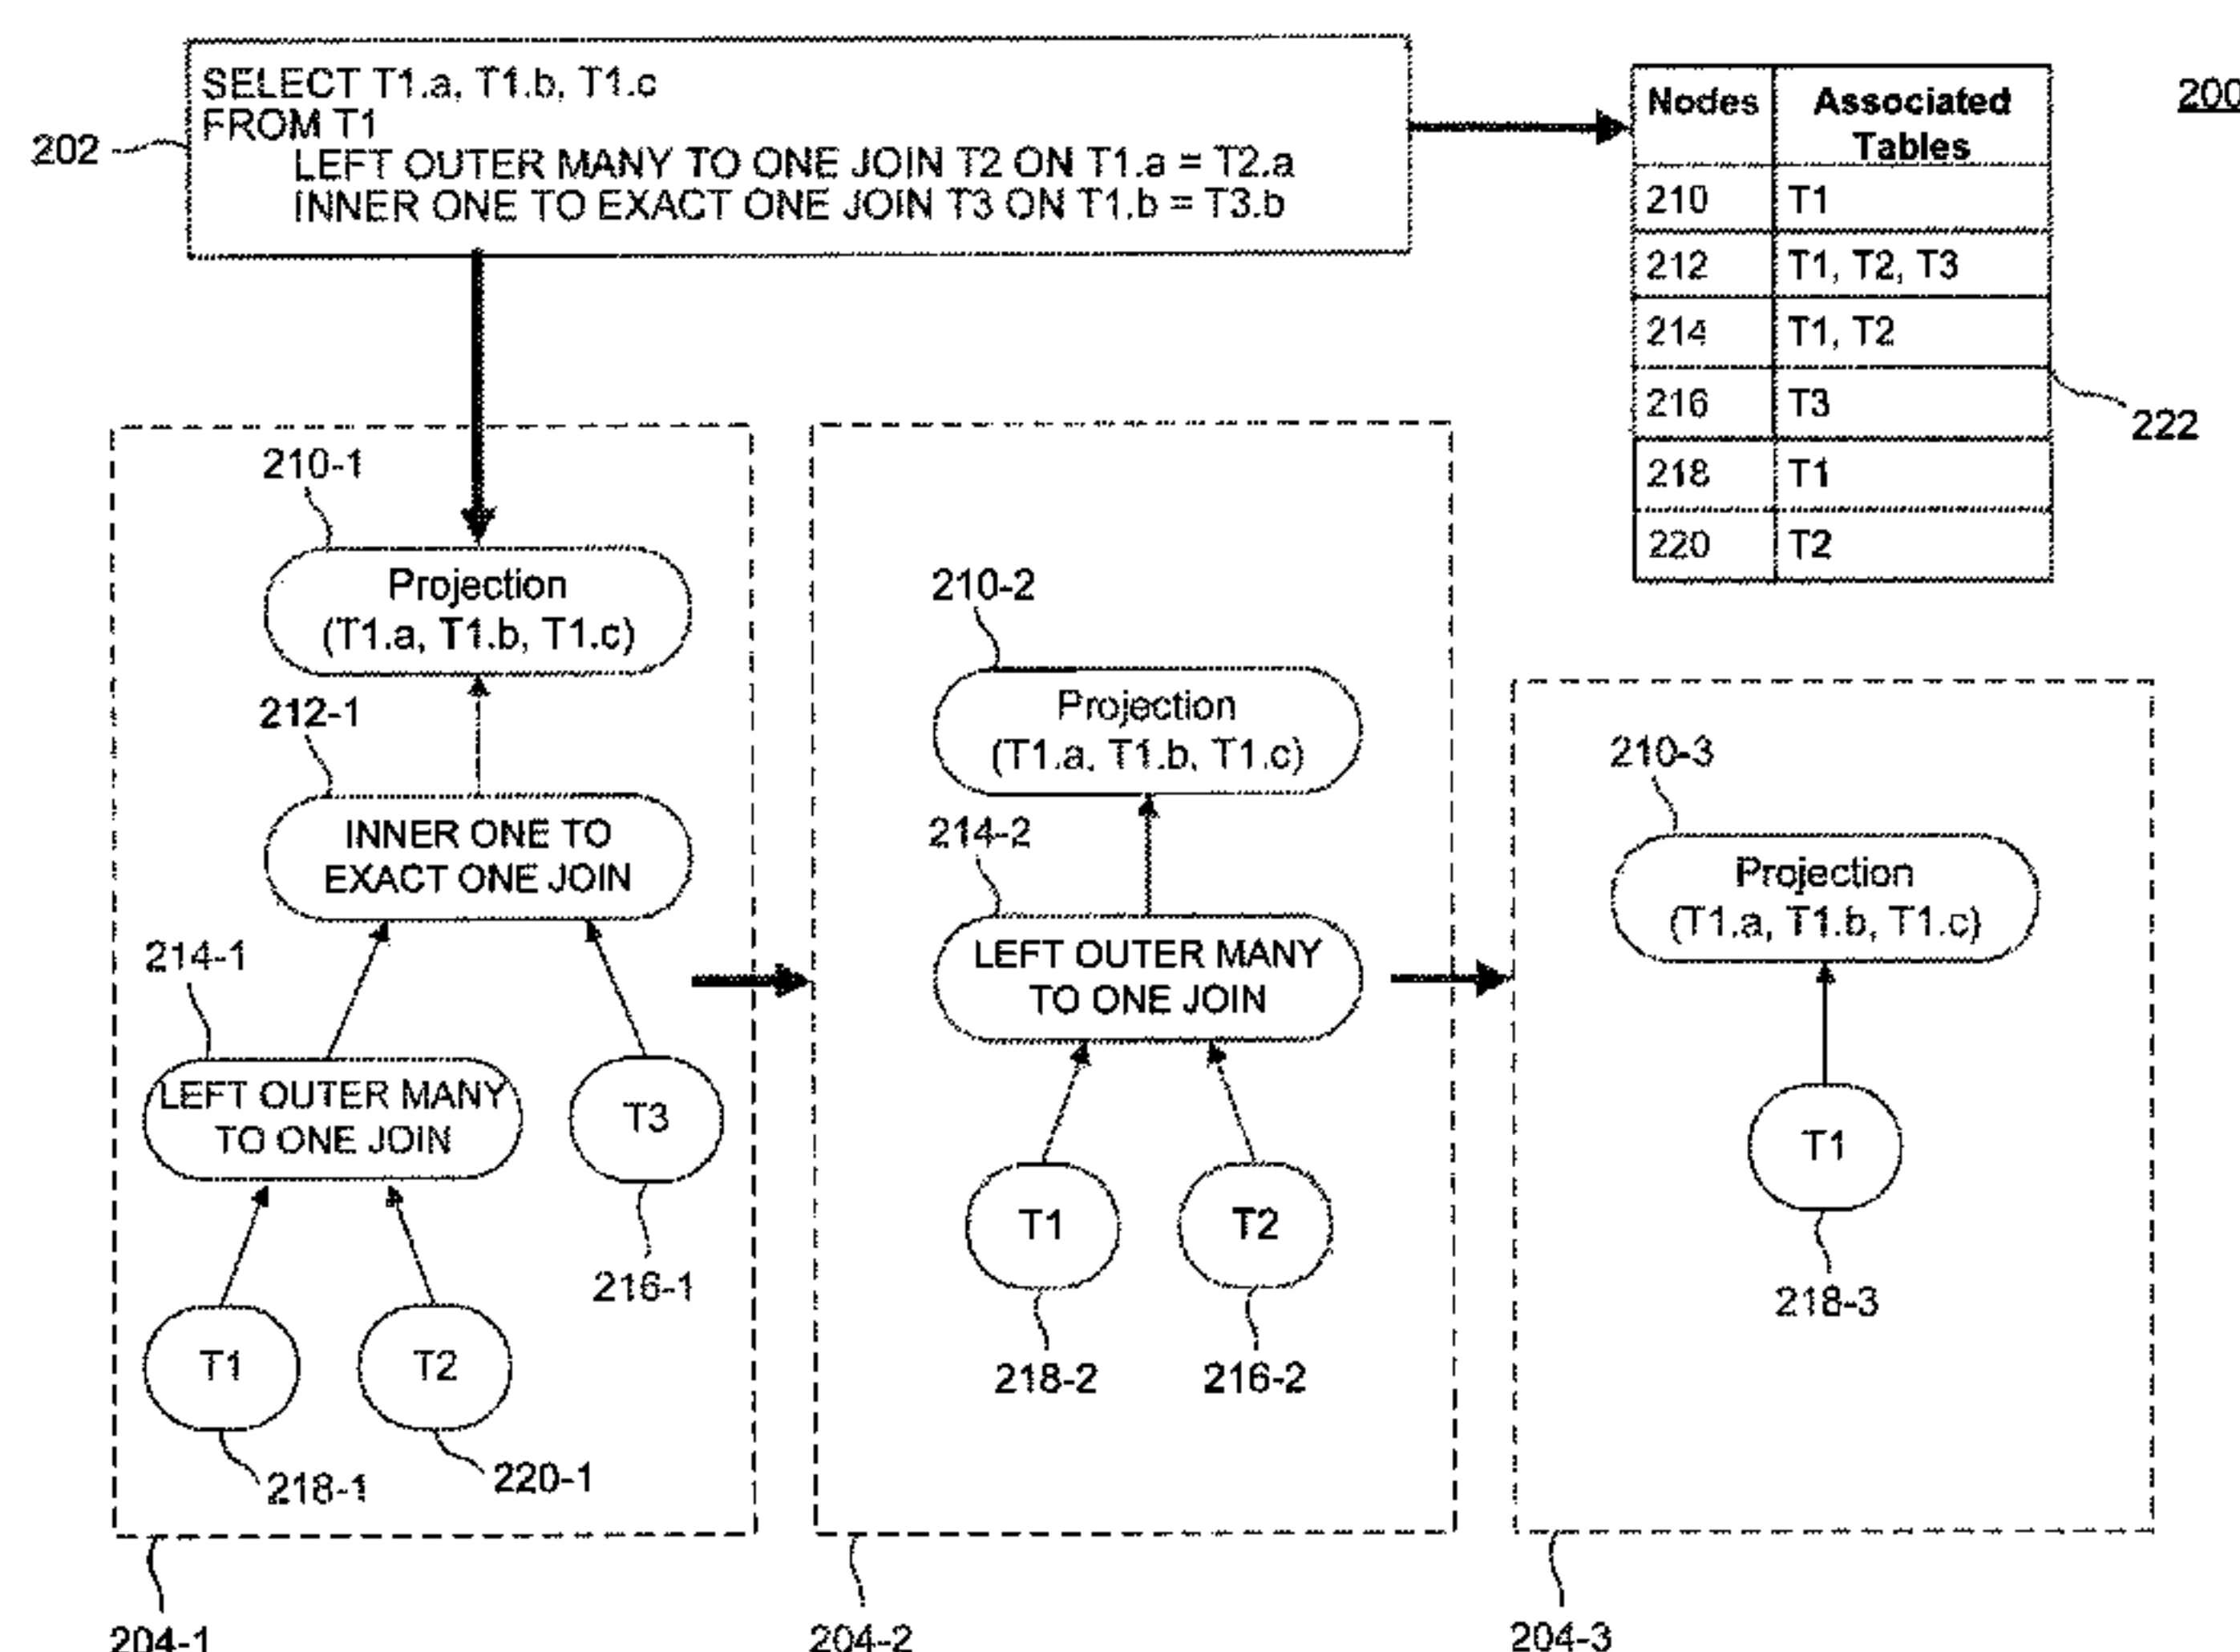 200
202
SELECT T1.a, T1.b, T1.c
FROM T1
LEFT OUTER MANY TO ONE JOIN T2 ON T1.a = T2.a
INNER ONE TO EXACT ONE JOIN T3 ON T1.b = T3.b
Nodes Associated
Tables
210 T1
212 T1, T2, T3
214 T1, T2
216 T3
218 T1
220 T2
222
210-1
Projection
(T1.a, T1.b, T1.c)
212-1
INNER ONE TO
EXACT ONE JOIN
214-1
LEFT OUTER MANY
TO ONE JOIN
T3
216-1
T1
T2
218-1
220-1
204-1
210-2
Projection
(T1.a, T1.b, T1.c)
214-2
LEFT OUTER MANY
TO ONE JOIN
T1
T2
218-2
216-2
204-2
210-3
Projection
(T1.a, T1.b, T1.c)
T1
218-3
204-3